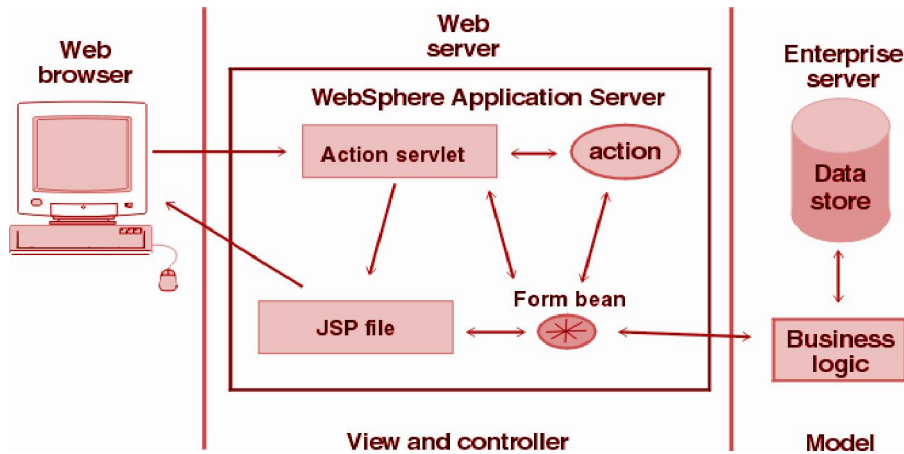 Web
browser
Web
server
Enterprise
server
WebSphere Application Server
Action servlet
action
Data
store
Form bean
JSP file
Business
logic
View and controller
Model